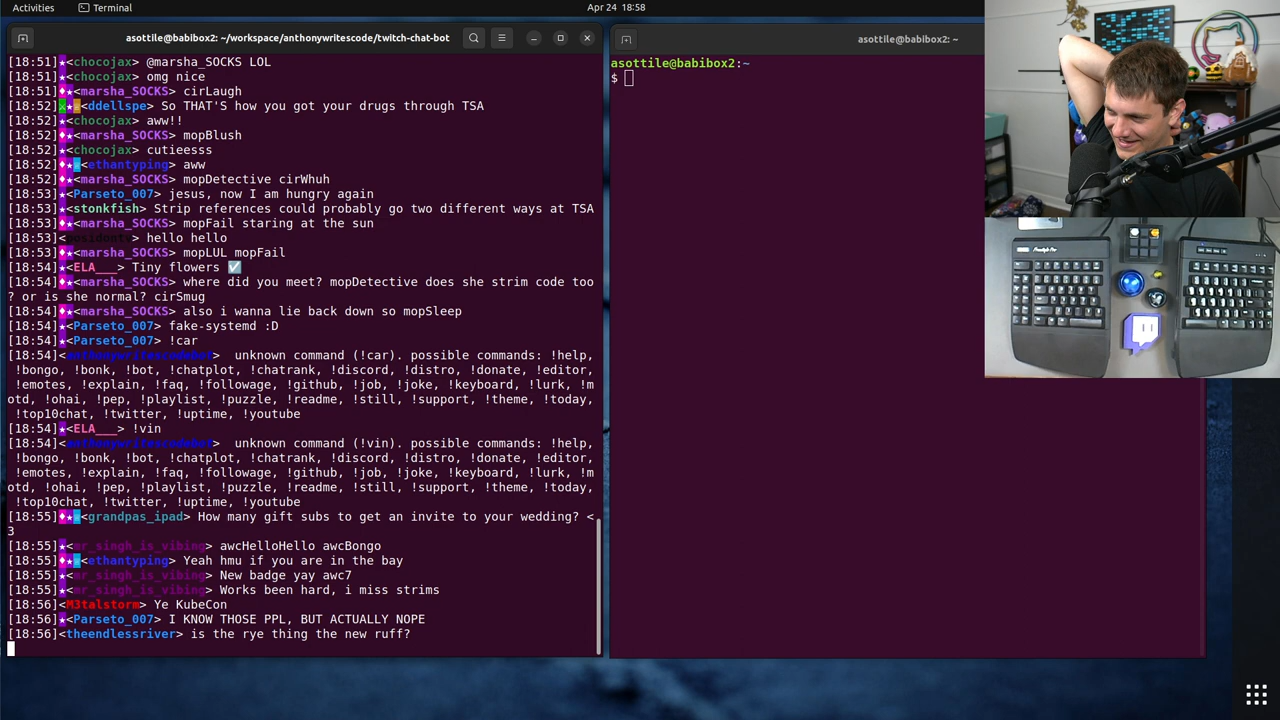 Activities
Terminal
Apr 24 18:58
asottile@babibox2: ~/workspace/anthonywritescode/twitch-chat-bot
[18:51]<chocojax> @marsha_SOCKS LOL
[18:51]<chocojax> omg nice
[18:51]<marsha_SOCKS> cirLaugh
[18:52]<ddellspe> So THAT'S how you got your drugs through TSA
[18:52]<chocojax> aww!!
[18:52]<marsha_SOCKS> mopBlush
[18:52]<chocojax> cutieesss
[18:52]<ethantyping> aww
[18:52]<marsha_SOCKS> mopDetective cirWhuh
[18:53]<Parseto_007> jesus, now I am hungry again
[18:53]<stonkfish> Strip references could probably go two different ways at TSA
[18:53]<marsha_SOCKS> mopFail staring at the sun
[18:53]< > hello hello
[18:53]<marsha_SOCKS> mopLUL mopFail
[18:54]<ELA___> Tiny flowers ☑
[18:54]<marsha_SOCKS> where did you meet? mopDetective does she strim code too
? or is she normal? cirSmug
[18:54]<marsha_SOCKS> also i wanna lie back down so mopSleep
[18:54]<Parseto_007> fake-systemd :D
[18:54]<Parseto_007> !car
[18:54]<anthonywritescodebot>  unknown command (!car). possible commands: !help,
!bongo, !bonk, !bot, !chatplot, !chatrank, !discord, !distro, !donate, !editor,
!emotes, !explain, !faq, !followage, !github, !job, !joke, !keyboard, !lurk, !m
otd, !ohai, !pep, !playlist, !puzzle, !readme, !still, !support, !theme, !today,
!top10chat, !twitter, !uptime, !youtube
[18:54]<ELA___> !vin
[18:54]<anthonywritescodebot>  unknown command (!vin). possible commands: !help,
!bongo, !bonk, !bot, !chatplot, !chatrank, !discord, !distro, !donate, !editor,
!emotes, !explain, !faq, !followage, !github, !job, !joke, !keyboard, !lurk, !m
otd, !ohai, !pep, !playlist, !puzzle, !readme, !still, !support, !theme, !today,
!top10chat, !twitter, !uptime, !youtube
[18:55]<grandpas_ipad> How many gift subs to get an invite to your wedding? <
3
[18:55]<mr_singh_is_vibing> awcHelloHello awcBongo
[18:55]<ethantyping> Yeah hmu if you are in the bay
[18:55]<mr_singh_is_vibing> New badge yay awc7
[18:55]<mr_singh_is_vibing> Works been hard, i miss strims
[18:56]<M3talstorm> Ye KubeCon
[18:56]<Parseto_007> I KNOW THOSE PPL, BUT ACTUALLY NOPE
[18:56]<theendlessriver> is the rye thing the new ruff?
asottile@babibox2: ~
asottile@babibox2:~
$